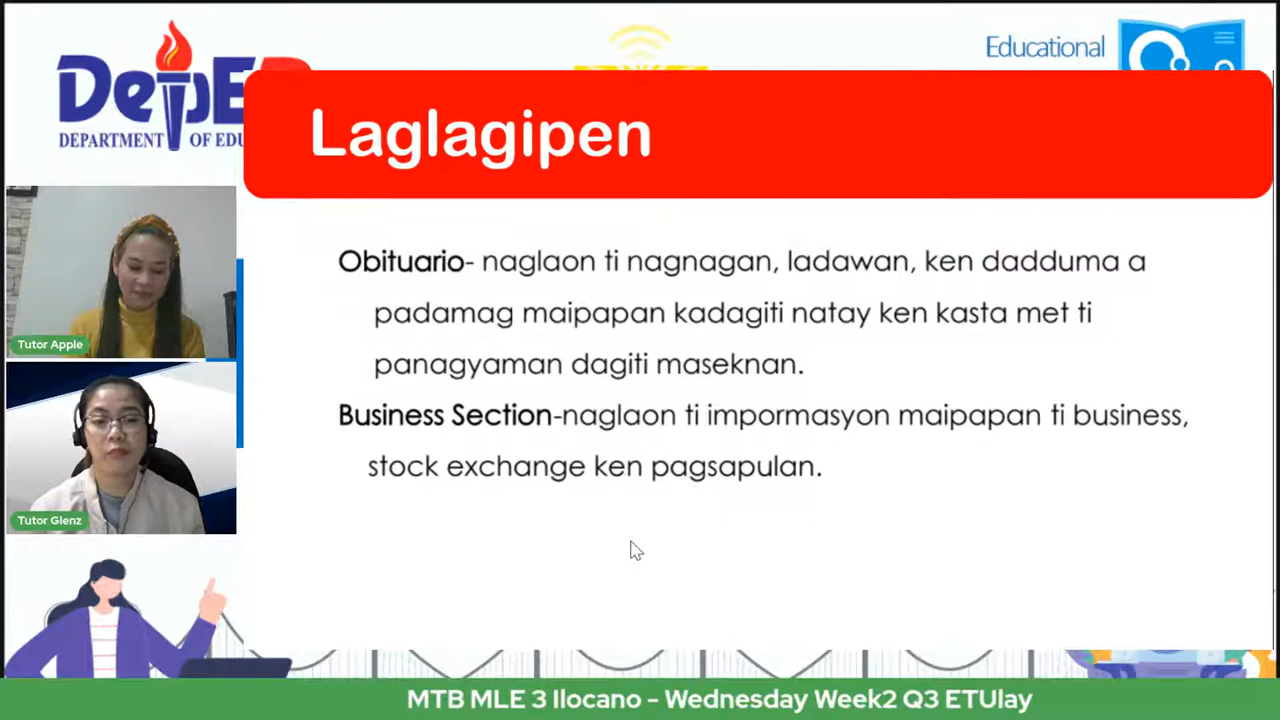 DepED
DEPARTMENT OF EDU
Educational
Laglagipen
Obituario- naglaon ti nagnagan, ladawan, ken dadduma a
padamag maipapan kadagiti natay ken kasta met ti
panagyaman dagiti maseknan.
Business Section-naglaon ti impormasyon maipapan ti business,
stock exchange ken pagsapulan.
Tutor Apple
Tutor Glenz
MTB MLE 3 Ilocano - Wednesday Week2 Q3 ETUlay